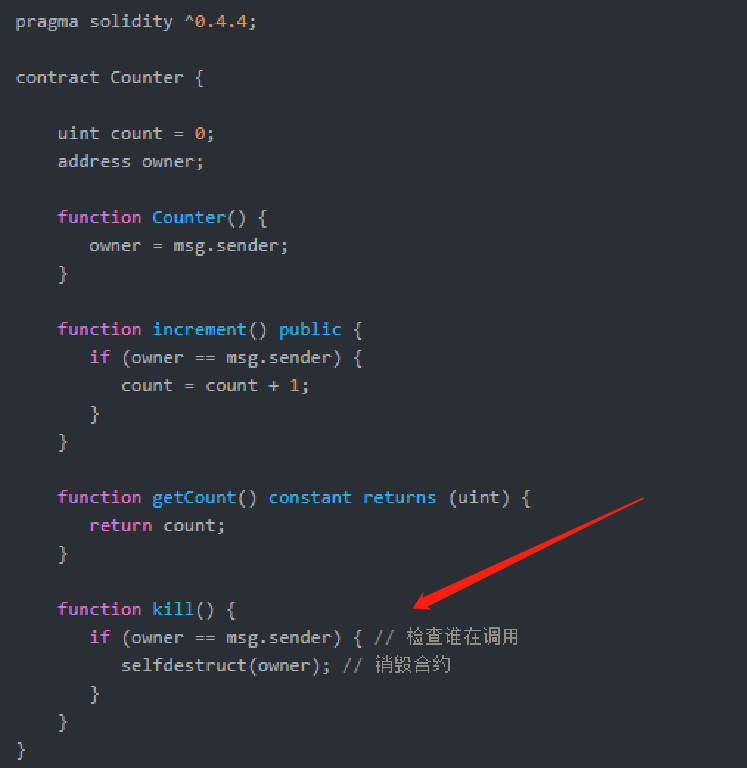 pragma solidity ^0.4.4;
contract Counter {
uint count = 0;
address owner;
function Counter() {
owner = msg.sender;
}
function increment() public {
if (owner == msg.sender) {
count = count + 1;
}
}
function getCount() constant returns (uint) {
return count;
}
function kill() {
if (owner == msg.sender) { // 检查谁在调用
selfdestruct(owner); // 销毁合约
}
}
}